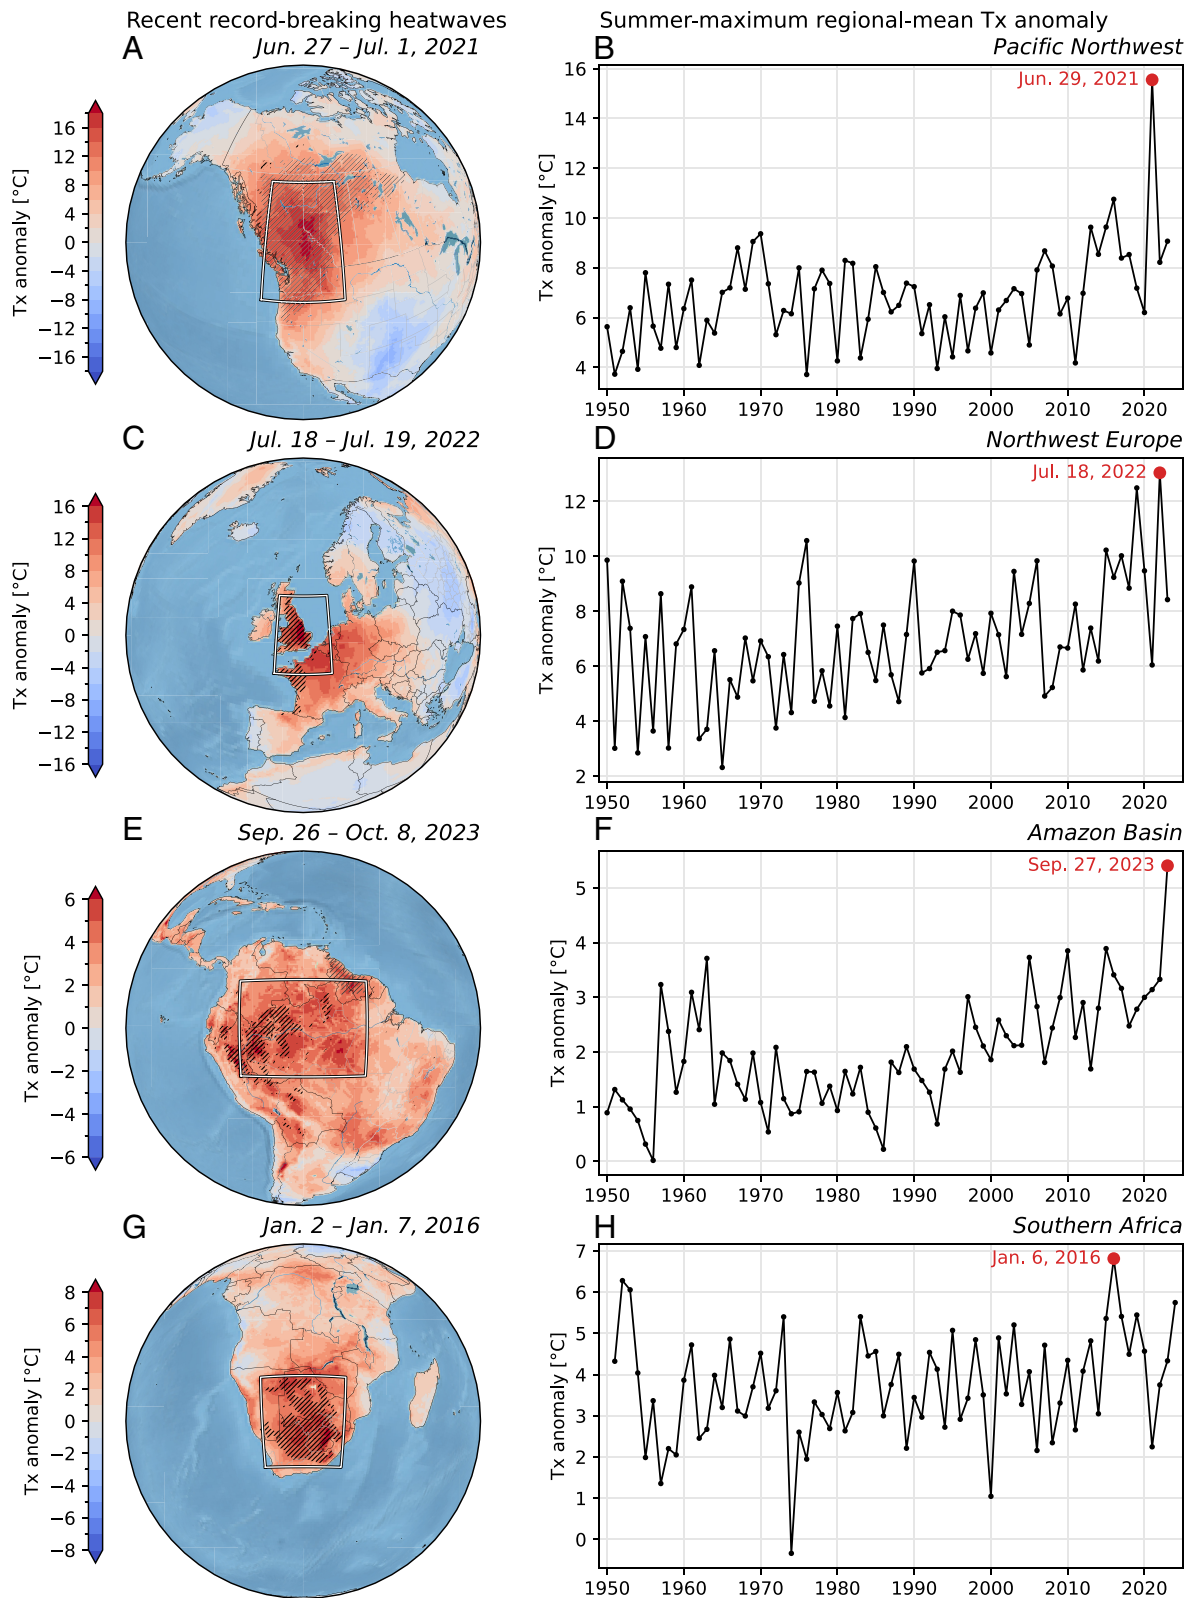 Recent record-breaking heatwaves
Summer-maximum regional-mean Tx anomaly
A
Jun. 27 – Jul. 1, 2021
Tx anomaly [°C]
16
12
8
4
0
−4
−8
−12
−16
B
Pacific Northwest
Jun. 29, 2021
Tx anomaly [°C]
16
14
12
10
8
6
4
1950 1960 1970 1980 1990 2000 2010 2020
C
Jul. 18 – Jul. 19, 2022
Tx anomaly [°C]
16
12
8
4
0
−4
−8
−12
−16
D
Northwest Europe
Jul. 18, 2022
Tx anomaly [°C]
12
10
8
6
4
2
1950 1960 1970 1980 1990 2000 2010 2020
E
Sep. 26 – Oct. 8, 2023
Tx anomaly [°C]
6
4
2
0
−2
−4
−6
F
Amazon Basin
Sep. 27, 2023
Tx anomaly [°C]
5
4
3
2
1
0
1950 1960 1970 1980 1990 2000 2010 2020
G
Jan. 2 – Jan. 7, 2016
Tx anomaly [°C]
8
6
4
2
0
−2
−4
−6
−8
H
Southern Africa
Jan. 6, 2016
Tx anomaly [°C]
7
6
5
4
3
2
1
0
1950 1960 1970 1980 1990 2000 2010 2020